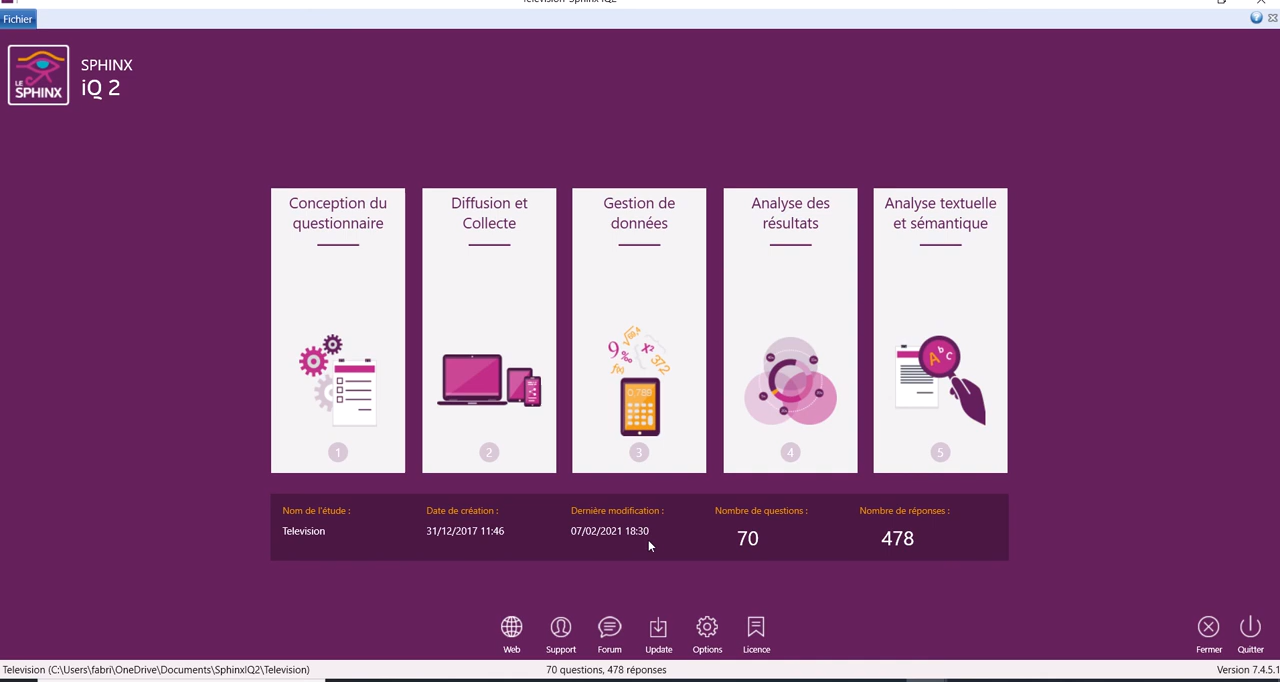 Television-Sphinx iQ2
Fichier
LE
SPHINX
SPHINX
iQ 2
Conception du
questionnaire
1
Diffusion et
Collecte
2
Gestion de
données
3
Analyse des
résultats
4
Analyse textuelle
et sémantique
5
Nom de l'étude :
Television
Date de création :
31/12/2017 11:46
Dernière modification :
07/02/2021 18:30
Nombre de questions :
70
Nombre de réponses :
478
Web
Support
Forum
Update
Options
Licence
Fermer
Quitter
Television (C:\Users\fabri\OneDrive\Documents\SphinxIQ2\Television)
70 questions, 478 réponses
Version 7.4.5.1